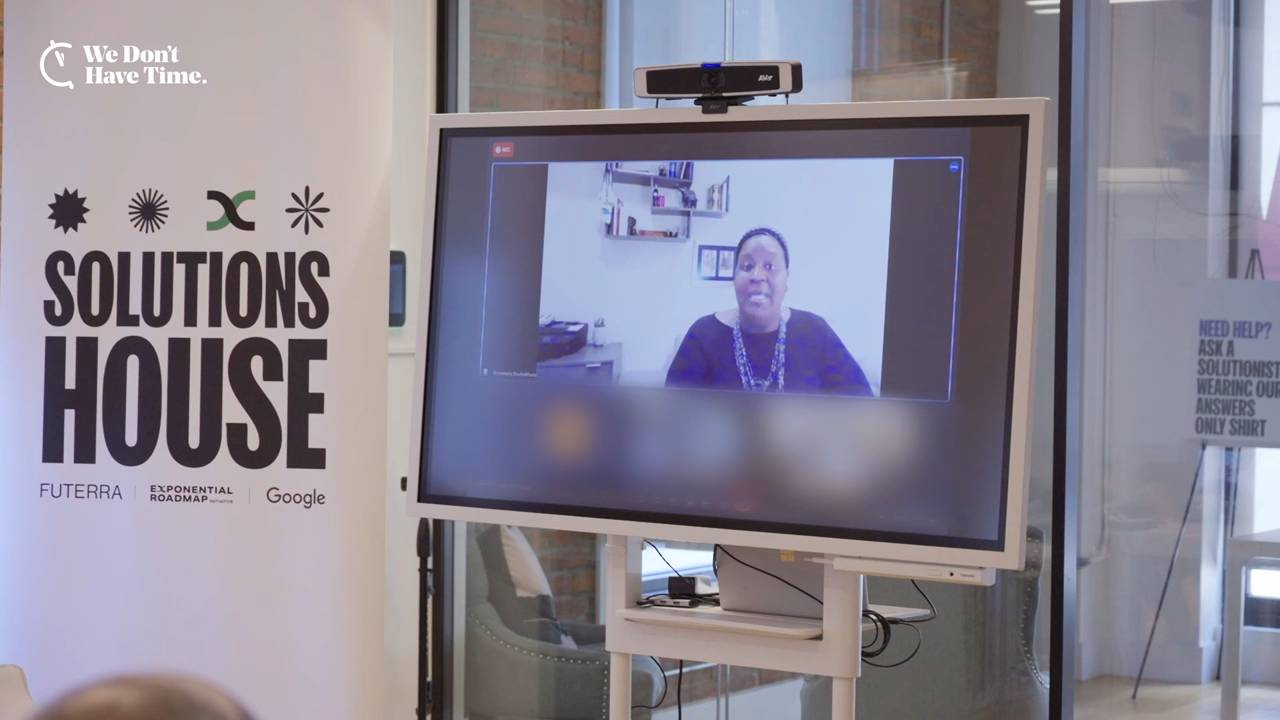 We Don't
Have Time.
AVer
SOLUTIONS
HOUSE
FUTERRA
EXPONENTIAL
ROADMAP INITIATIVE
Google
NEED HELP?
ASK A
SOLUTIONIST
WEARING OUR
ANSWERS
ONLY SHIRT